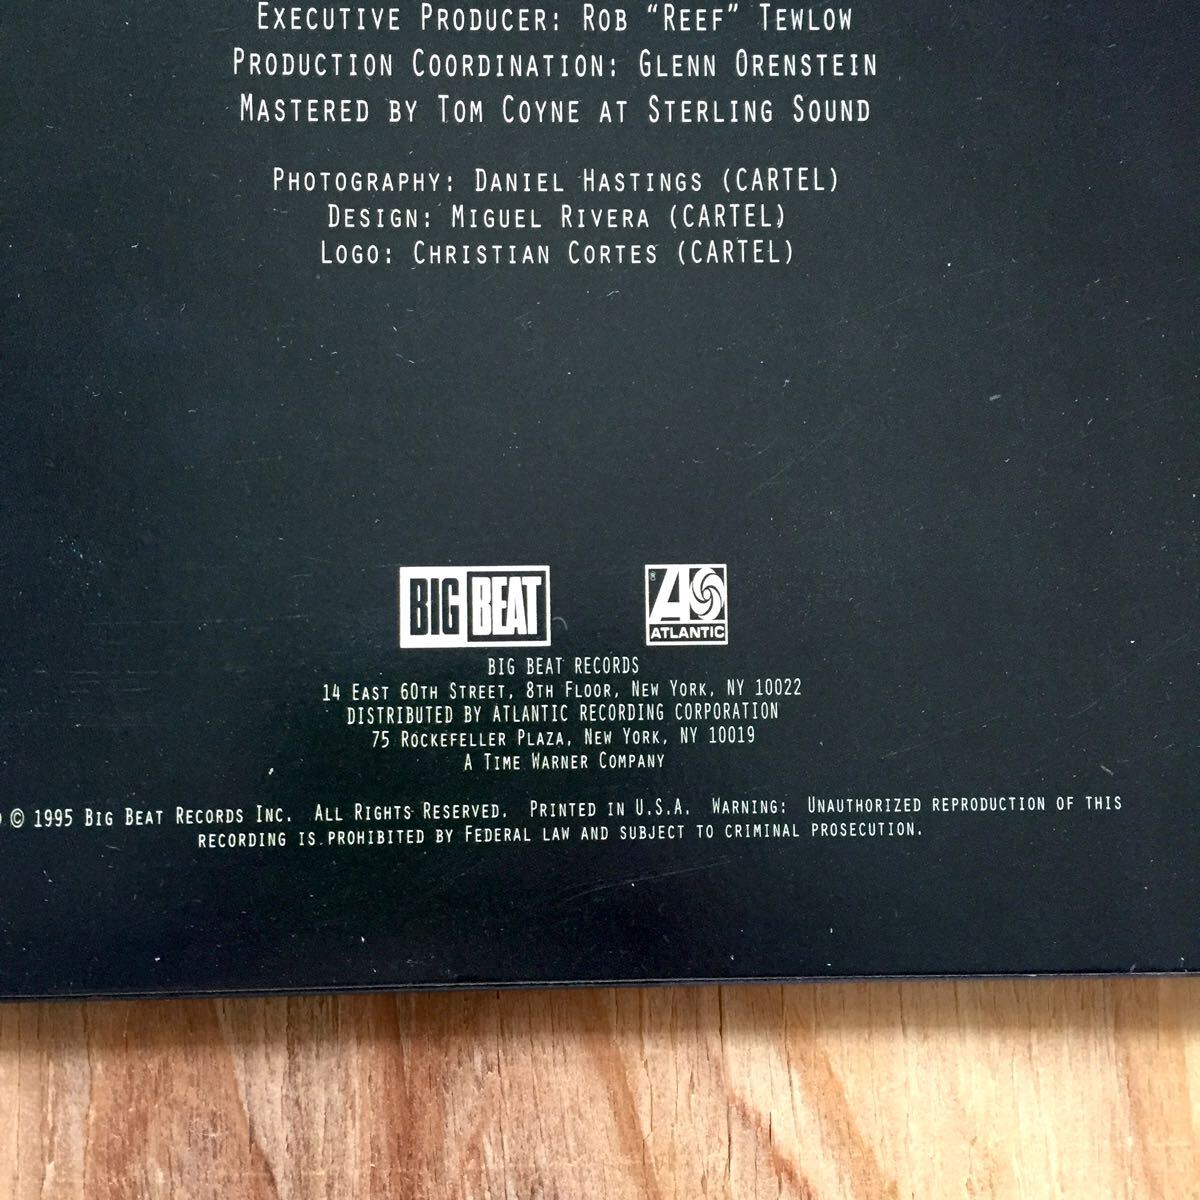 EXECUTIVE PRODUCER: ROB “REEF” TEWLOW
PRODUCTION COORDINATION: GLENN ORENSTEIN
MASTERED BY TOM COYNE AT STERLING SOUND
PHOTOGRAPHY: DANIEL HASTINGS (CARTEL)
DESIGN: MIGUEL RIVERA (CARTEL)
LOGO: CHRISTIAN CORTES (CARTEL)
BIG BEAT
® A ATLANTIC
BIG BEAT RECORDS
14 EAST 60TH STREET, 8TH FLOOR, NEW YORK, NY 10022
DISTRIBUTED BY ATLANTIC RECORDING CORPORATION
75 ROCKEFELLER PLAZA, NEW YORK, NY 10019
A TIME WARNER COMPANY
© 1995 BIG BEAT RECORDS INC. ALL RIGHTS RESERVED. PRINTED IN U.S.A. WARNING: UNAUTHORIZED REPRODUCTION OF THIS
RECORDING IS PROHIBITED BY FEDERAL LAW AND SUBJECT TO CRIMINAL PROSECUTION.